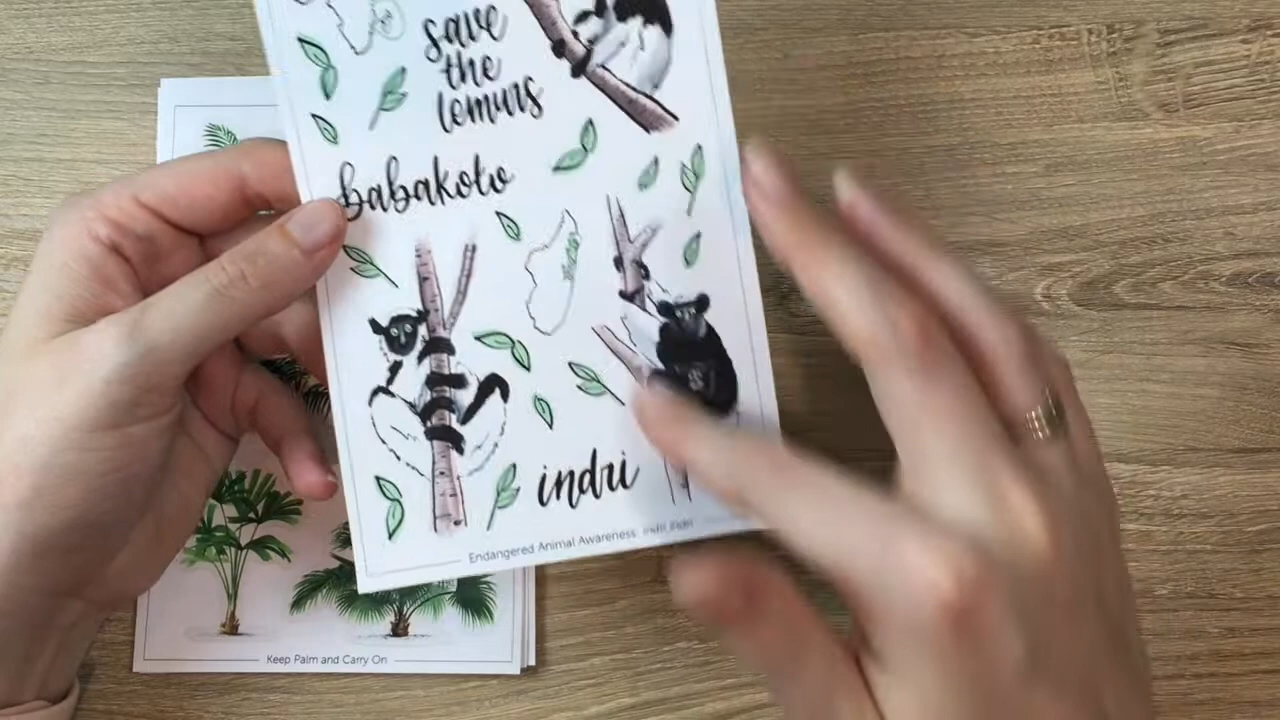 save
the
lemurs
babakoto
indri
Endangered Animal Awareness
Keep Palm and Carry On